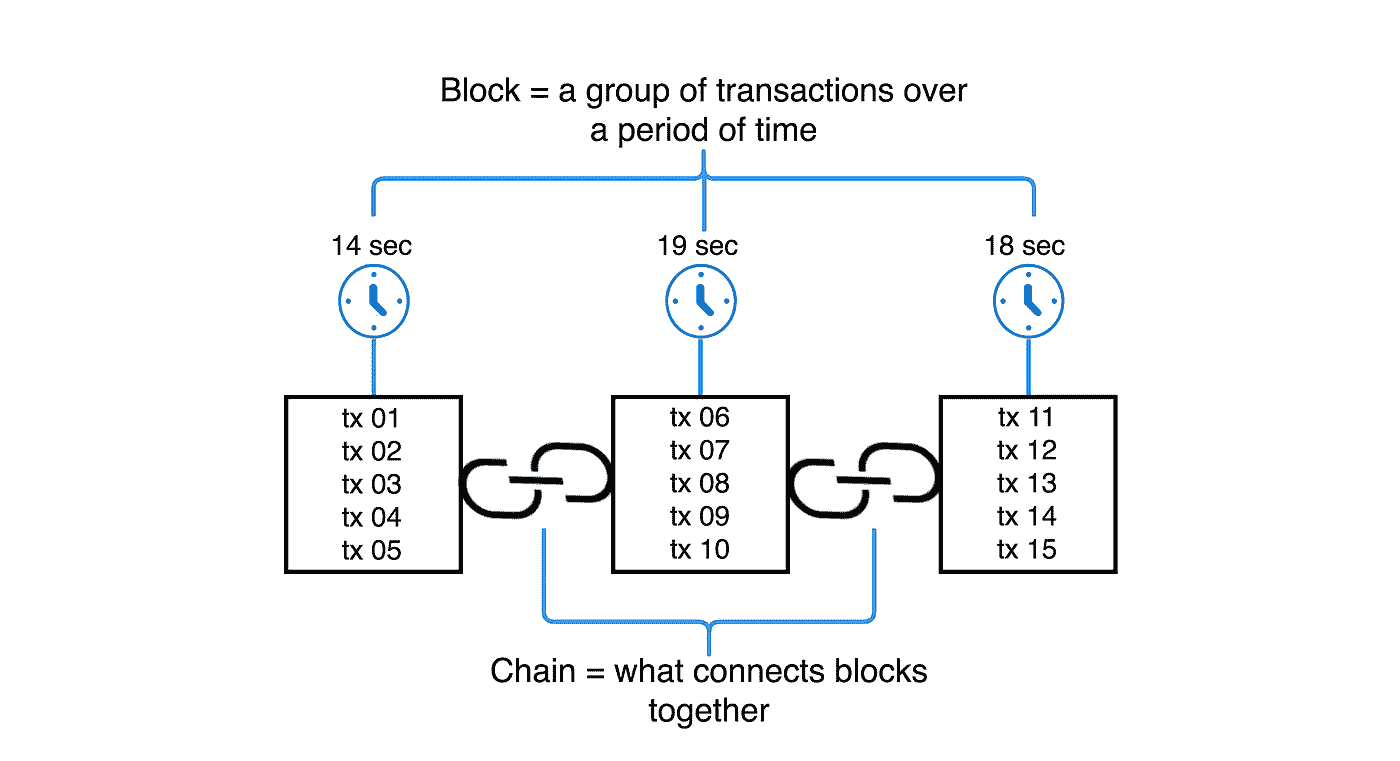 Block = a group of transactions over
a period of time
14 sec
19 sec
18 sec
tx 01
tx 02
tx 03
tx 04
tx 05
tx 06
tx 07
tx 08
tx 09
tx 10
tx 11
tx 12
tx 13
tx 14
tx 15
Chain = what connects blocks
together